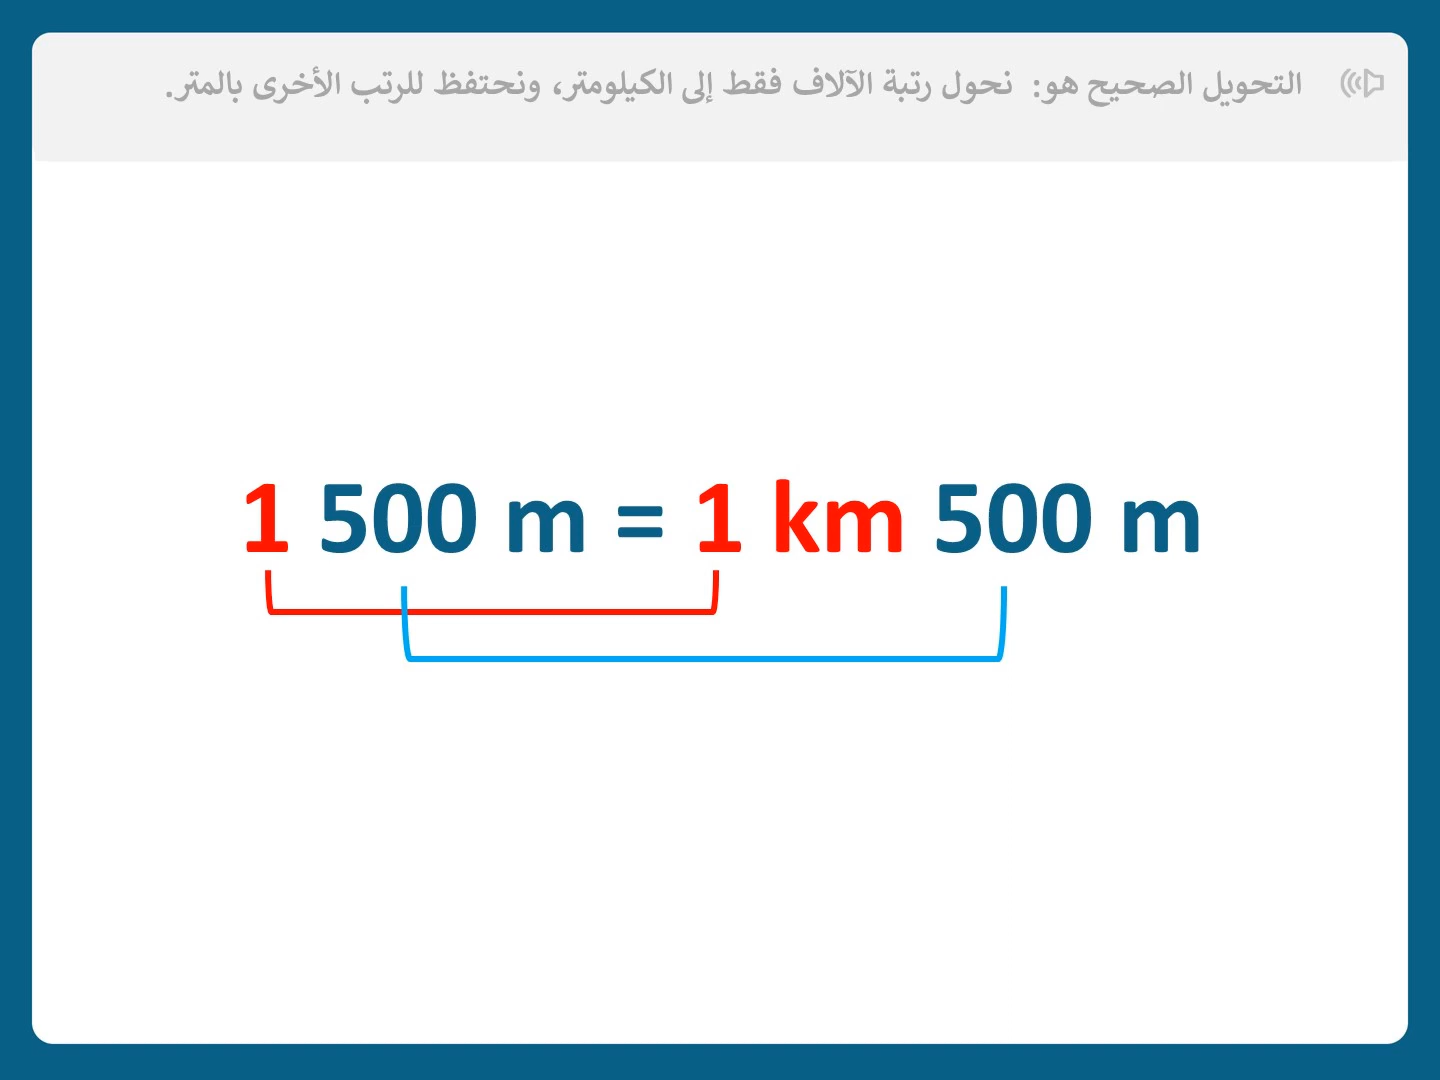 التحويل الصحيح هو: نحول رتبة الآلاف فقط إلى الكيلومتر، ونحتفظ للرتب الأخرى بالمتر.
1 500 m = 1 km 500 m